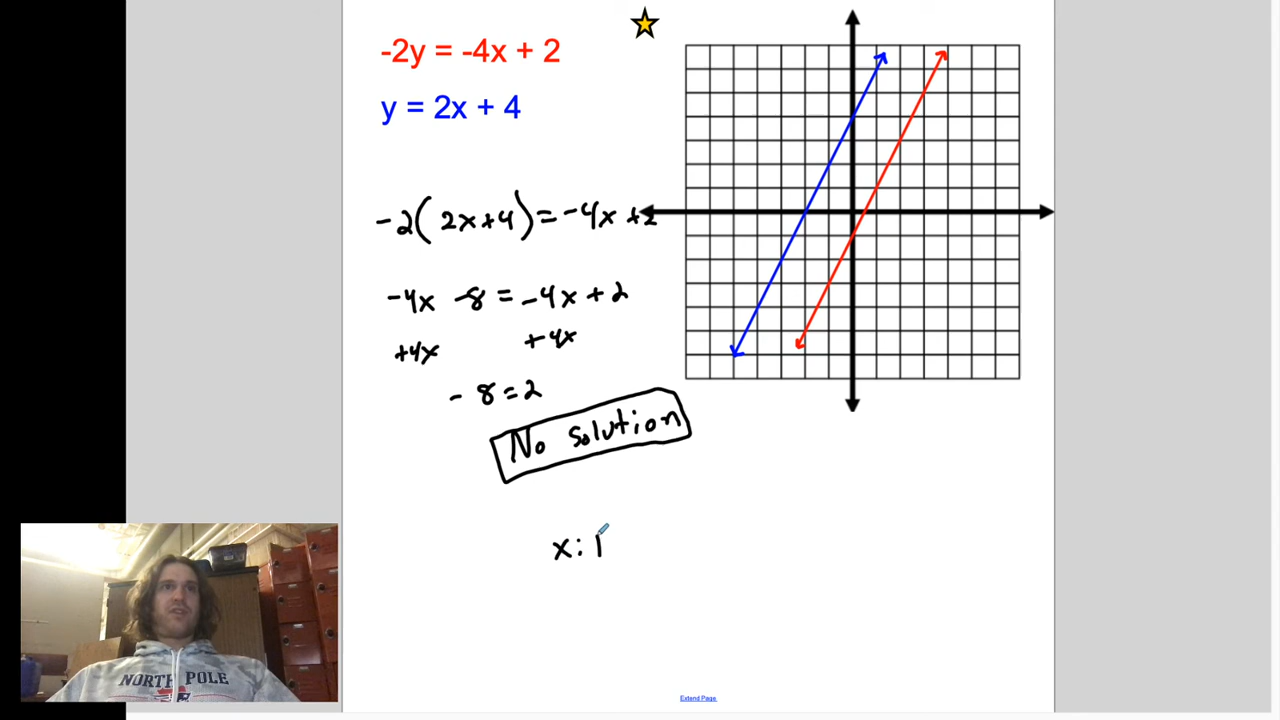 -2y = -4x + 2
y = 2x + 4
-2(2x+4)=-4x+2
-4x -8 = -4x + 2
+4x +4x
-8=2
No solution
x: 1
NORTH POLE
Extend Page